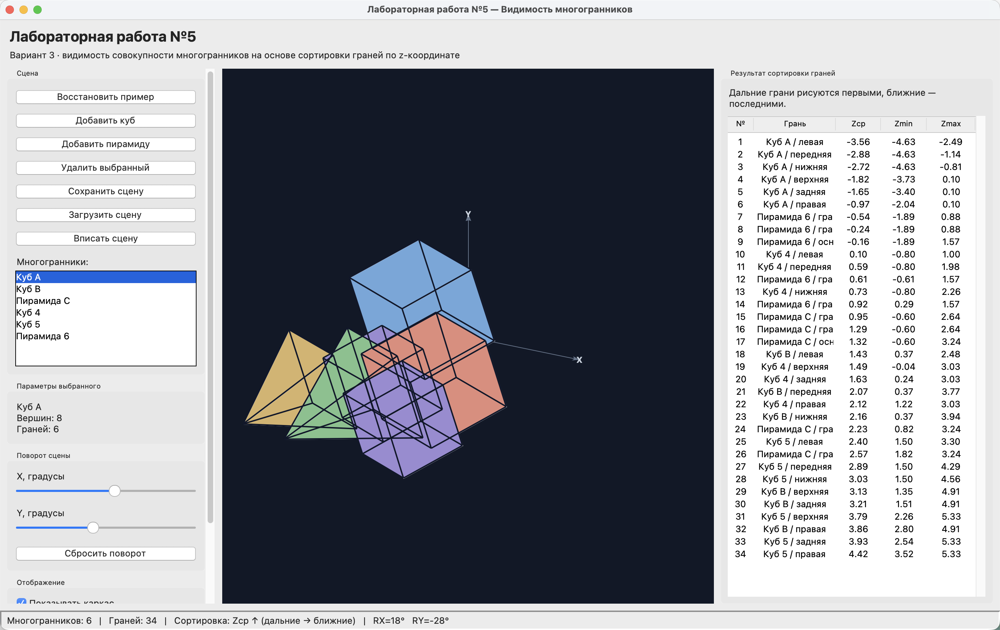 Лабораторная работа №5 — Видимость многогранников
Лабораторная работа №5
Вариант 3 · видимость совокупности многогранников на основе сортировки граней по z-координате
Сцена
Восстановить пример
Добавить куб
Добавить пирамиду
Удалить выбранный
Сохранить сцену
Загрузить сцену
Вписать сцену
Многогранники:
Куб A
Куб B
Пирамида C
Куб 4
Куб 5
Пирамида 6
Параметры выбранного
Куб A
Вершин: 8
Граней: 6
Поворот сцены
X, градусы
Y, градусы
Сбросить поворот
Отображение
Показывать каркас
Y
X
Результат сортировки граней
Дальние грани рисуются первыми, ближние —
последними.
№ Грань Zср Zmin Zmax
1 Куб A / левая -3.56 -4.63 -2.49
2 Куб A / передняя -2.88 -4.63 -1.14
3 Куб A / нижняя -2.72 -4.63 -0.81
4 Куб A / верхняя -1.82 -3.73 0.10
5 Куб A / задняя -1.65 -3.40 0.10
6 Куб A / правая -0.97 -2.04 0.10
7 Пирамида 6 / гра -0.54 -1.89 0.88
8 Пирамида 6 / гра -0.24 -1.89 0.88
9 Пирамида 6 / осн -0.16 -1.89 1.57
10 Куб 4 / левая 0.10 -0.80 1.00
11 Куб 4 / передняя 0.59 -0.80 1.98
12 Пирамида 6 / гра 0.61 -0.61 1.57
13 Куб 4 / нижняя 0.73 -0.80 2.26
14 Пирамида 6 / гра 0.92 0.29 1.57
15 Пирамида C / гра 0.95 -0.60 2.64
16 Пирамида C / гра 1.29 -0.60 2.64
17 Пирамида C / осн 1.32 -0.60 3.24
18 Куб B / левая 1.43 0.37 2.48
19 Куб 4 / верхняя 1.49 -0.04 3.03
20 Куб 4 / задняя 1.63 0.24 3.03
21 Куб B / передняя 2.07 0.37 3.77
22 Куб 4 / правая 2.12 1.22 3.03
23 Куб B / нижняя 2.16 0.37 3.94
24 Пирамида C / гра 2.23 0.82 3.24
25 Куб 5 / левая 2.40 1.50 3.30
26 Пирамида C / гра 2.57 1.82 3.24
27 Куб 5 / передняя 2.89 1.50 4.29
28 Куб 5 / нижняя 3.03 1.50 4.56
29 Куб B / верхняя 3.13 1.35 4.91
30 Куб B / задняя 3.21 1.51 4.91
31 Куб 5 / верхняя 3.79 2.26 5.33
32 Куб B / правая 3.86 2.80 4.91
33 Куб 5 / задняя 3.93 2.54 5.33
34 Куб 5 / правая 4.42 3.52 5.33
Многогранников: 6 | Граней: 34 | Сортировка: Zср ↑ (дальние → ближние) | RX=18° RY=-28°